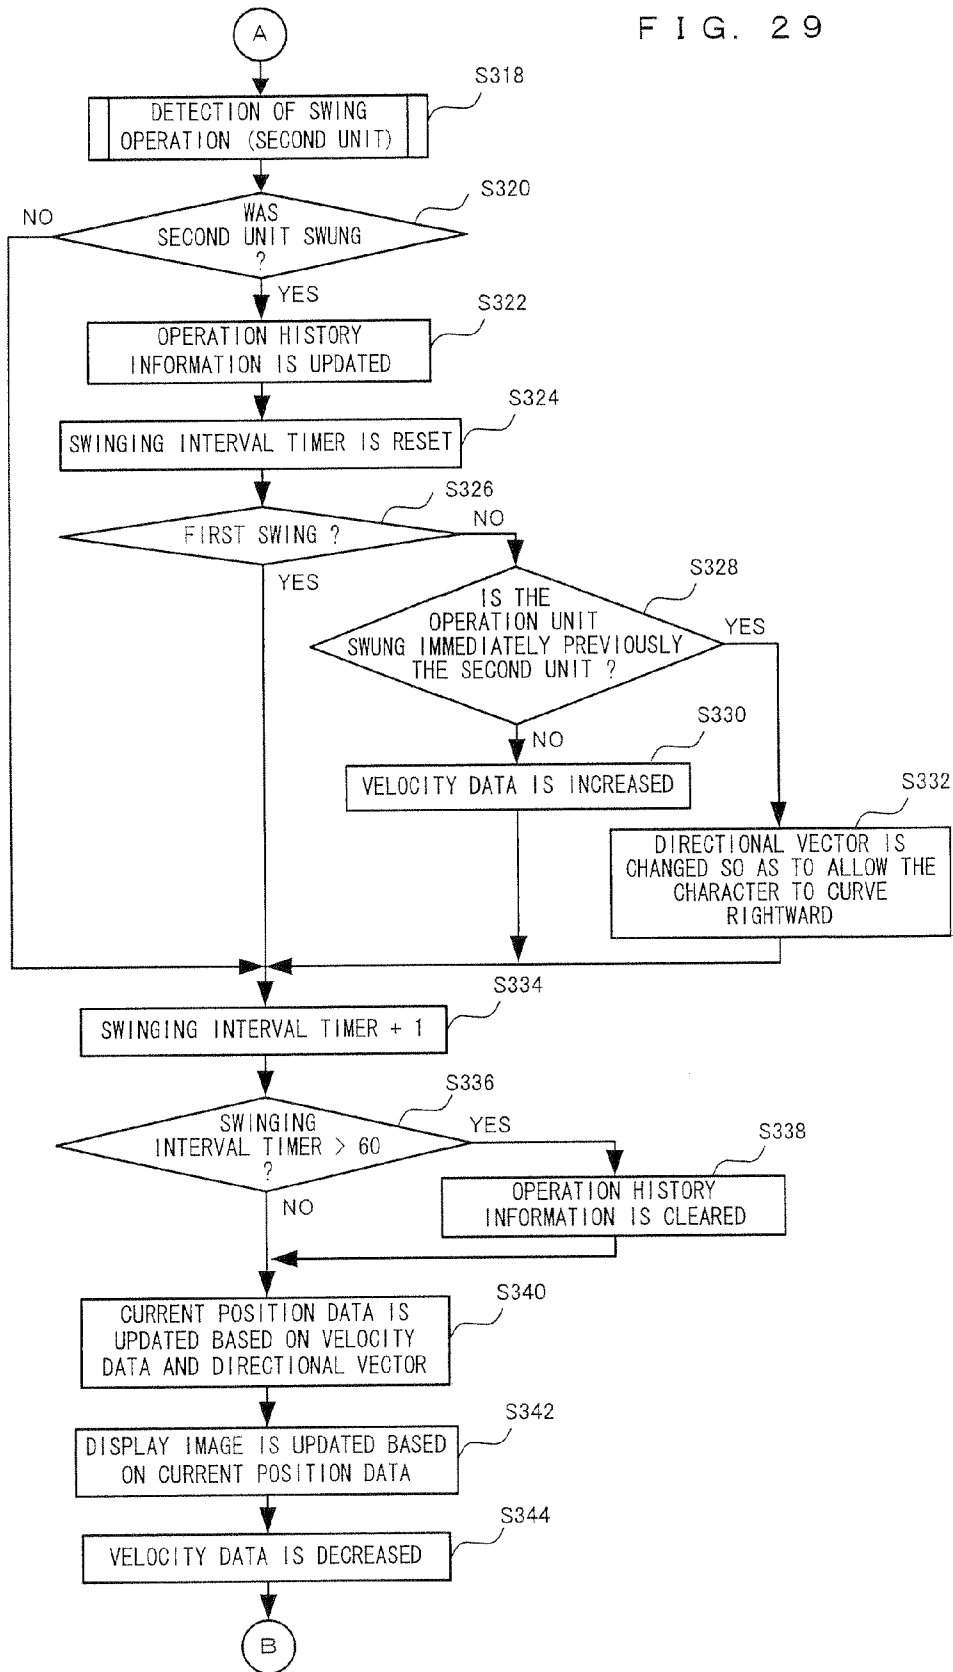 FIG. 29
A
S318
DETECTION OF SWING
OPERATION (SECOND UNIT)
S320
NO
WAS
SECOND UNIT SWUNG
?
YES
S322
OPERATION HISTORY
INFORMATION IS UPDATED
S324
SWINGING INTERVAL TIMER IS RESET
S326
FIRST SWING ?
NO
YES
S328
IS THE
OPERATION UNIT
SWUNG IMMEDIATELY PREVIOUSLY
THE SECOND UNIT ?
YES
NO
S330
VELOCITY DATA IS INCREASED
S332
DIRECTIONAL VECTOR IS
CHANGED SO AS TO ALLOW THE
CHARACTER TO CURVE
RIGHTWARD
S334
SWINGING INTERVAL TIMER + 1
S336
SWINGING
INTERVAL TIMER > 60
?
YES
NO
S338
OPERATION HISTORY
INFORMATION IS CLEARED
S340
CURRENT POSITION DATA IS
UPDATED BASED ON VELOCITY
DATA AND DIRECTIONAL VECTOR
S342
DISPLAY IMAGE IS UPDATED BASED
ON CURRENT POSITION DATA
S344
VELOCITY DATA IS DECREASED
B